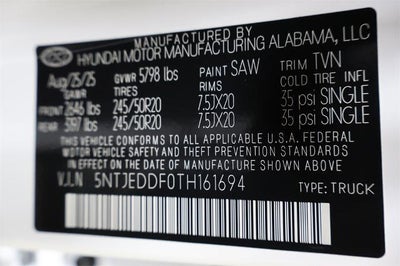 MANUFACTURED BY
HYUNDAI MOTOR MANUFACTURING ALABAMA, LLC
Aug/25/25 GVWR 5798 lbs PAINT SAW TRIM TVN
GAWR TIRES RIMS COLD TIRE INFL
FRONT 2646 lbs 245/50R20 7.5JX20 35 psi SINGLE
REAR 3197 lbs 245/50R20 7.5JX20 35 psi SINGLE
THIS VEHICLE CONFORMS TO ALL APPLICABLE U.S.A. FEDERAL
MOTOR VEHICLE SAFETY AND THEFT PREVENTION STANDARDS
IN EFFECT ON THE DATE OF MANUFACTURE SHOWN ABOVE.
V.I.N 5NTJEDDF0TH161694 TYPE: TRUCK